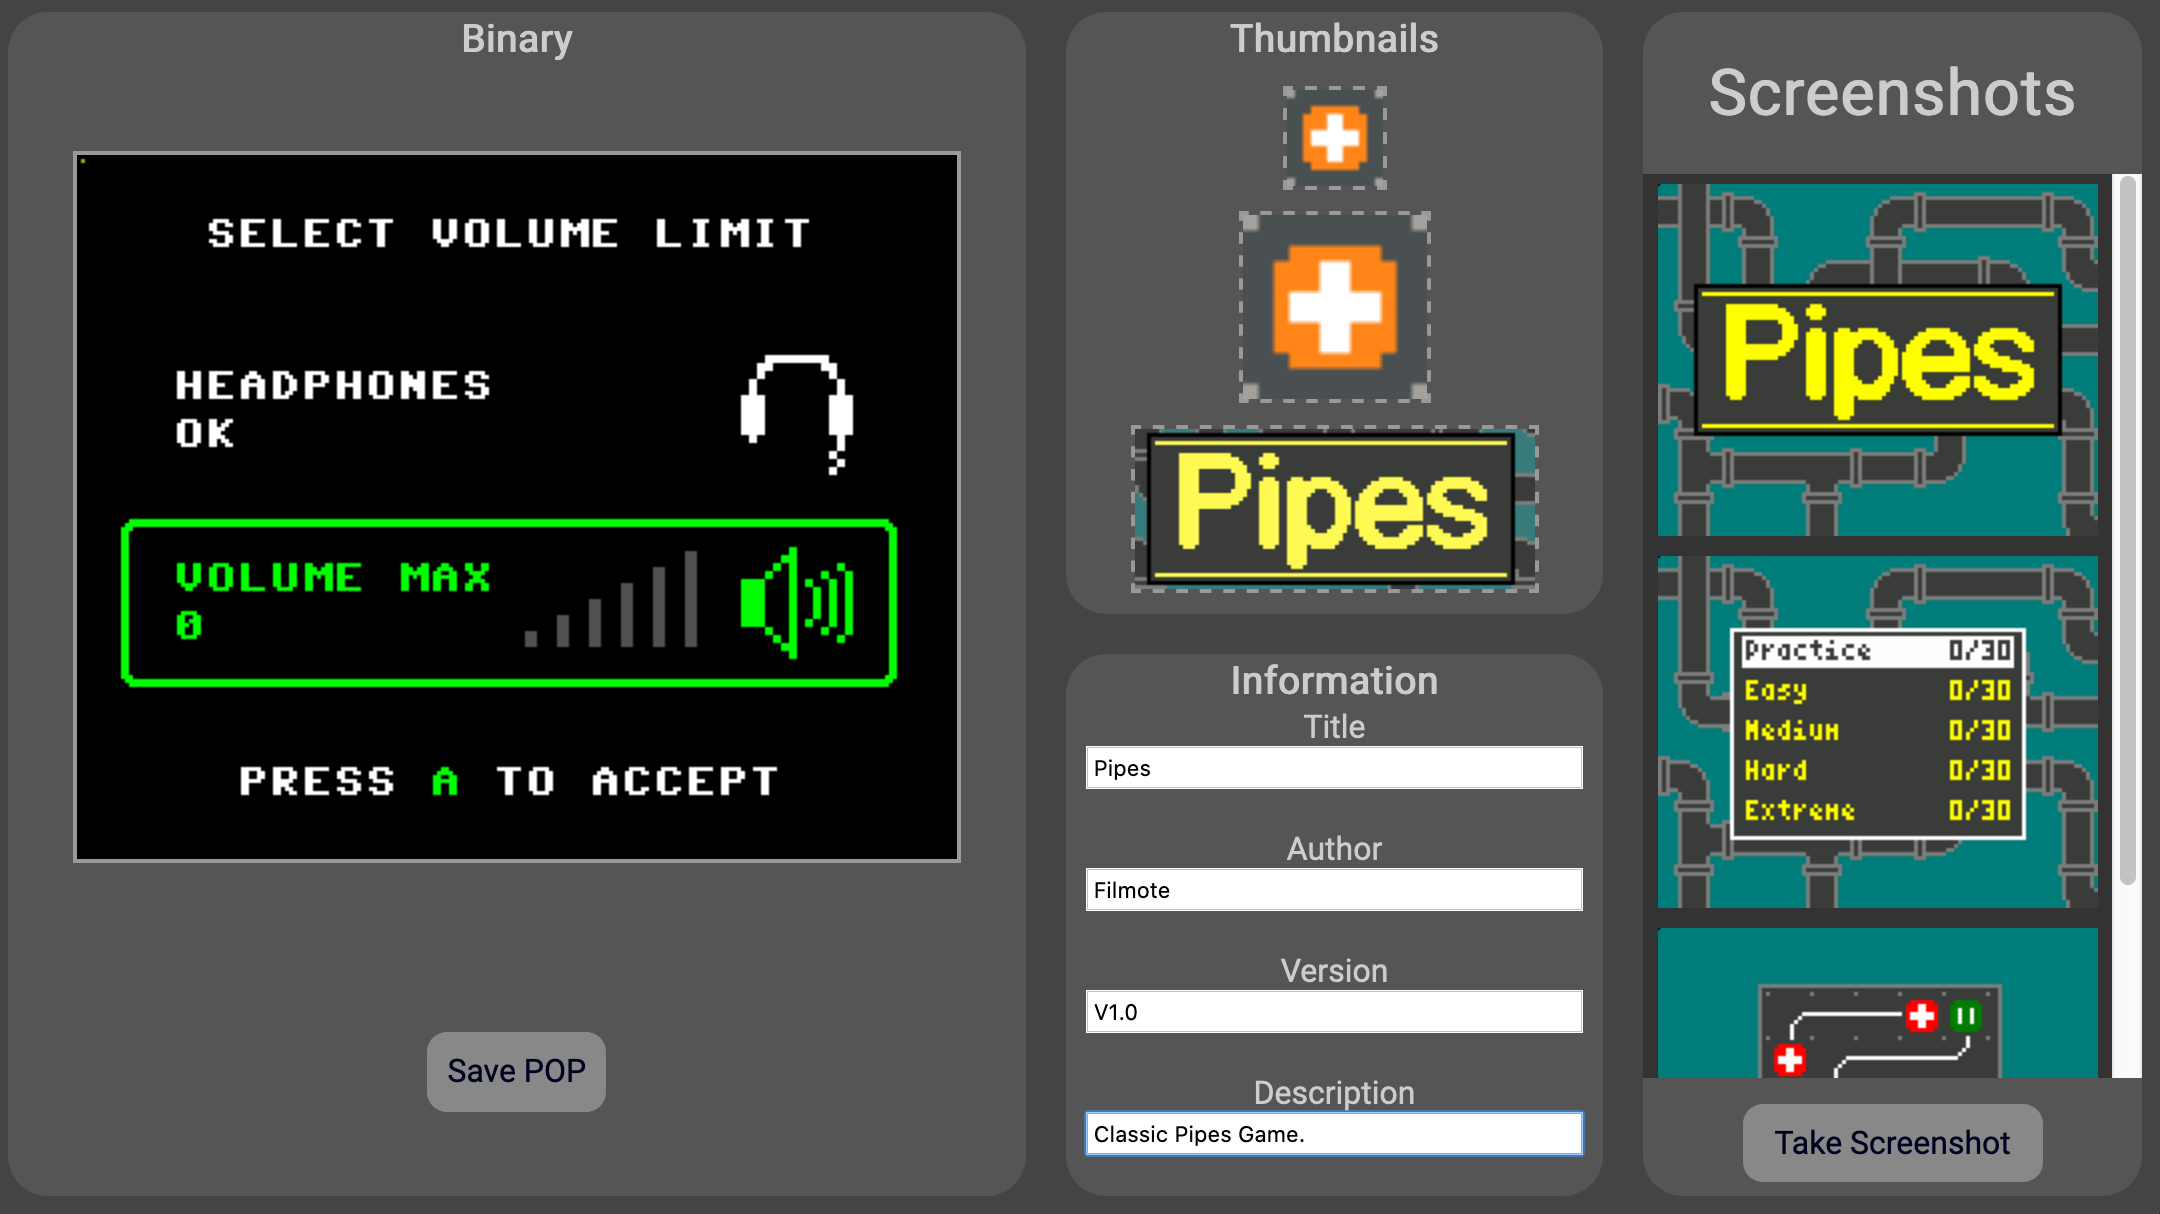 Binary
SELECT VOLUME LIMIT
HEADPHONES
OK
VOLUME MAX
0
PRESS A TO ACCEPT
Save POP
Thumbnails
Pipes
Information
Title
Pipes
Author
Filmote
Version
V1.0
Description
Classic Pipes Game.
Screenshots
Pipes
Practice 0/30
Easy 0/30
Medium 0/30
Hard 0/30
Extreme 0/30
Take Screenshot